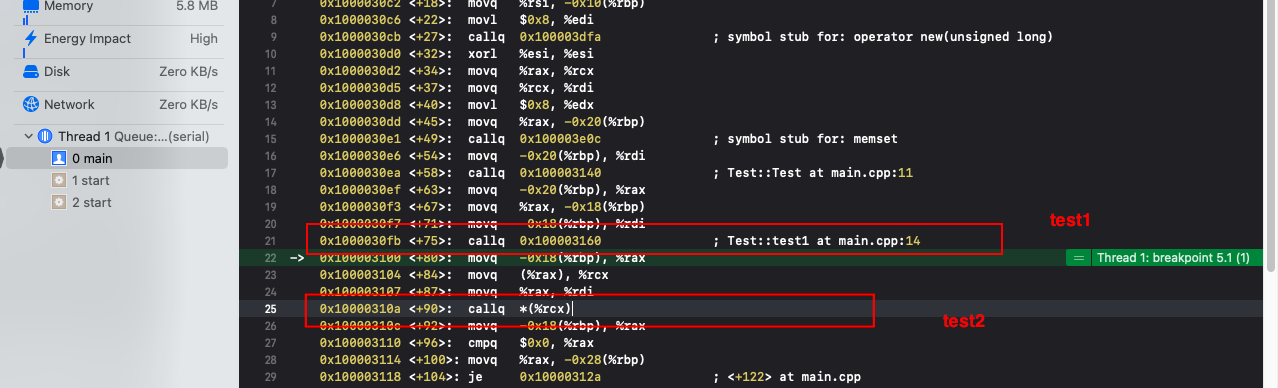 Memory 5.8 MB
Energy Impact High
Disk Zero KB/s
Network Zero KB/s
Thread 1 Queue:...(serial)
0 main
1 start
2 start
7 0x1000030c2 <+18>: movq %rsi, -0x10(%rbp)
8 0x1000030c6 <+22>: movl $0x8, %edi
9 0x1000030cb <+27>: callq 0x100003dfa ; symbol stub for: operator new(unsigned long)
10 0x1000030d0 <+32>: xorl %esi, %esi
11 0x1000030d2 <+34>: movq %rax, %rcx
12 0x1000030d5 <+37>: movq %rcx, %rdi
13 0x1000030d8 <+40>: movl $0x8, %edx
14 0x1000030dd <+45>: movq %rax, -0x20(%rbp)
15 0x1000030e1 <+49>: callq 0x100003e0c ; symbol stub for: memset
16 0x1000030e6 <+54>: movq -0x20(%rbp), %rdi
17 0x1000030ea <+58>: callq 0x100003140 ; Test::Test at main.cpp:11
18 0x1000030ef <+63>: movq -0x20(%rbp), %rax
19 0x1000030f3 <+67>: movq %rax, -0x18(%rbp)
20 0x1000030f7 <+71>: movq -0x18(%rbp), %rdi
test1
21 0x1000030fb <+75>: callq 0x100003160 ; Test::test1 at main.cpp:14
22 -> 0x100003100 <+80>: movq -0x18(%rbp), %rax = Thread 1: breakpoint 5.1 (1)
23 0x100003104 <+84>: movq (%rax), %rcx
24 0x100003107 <+87>: movq %rax, %rdi
25 0x10000310a <+90>: callq *(%rcx)
test2
26 0x10000310c <+92>: movq -0x18(%rbp), %rax
27 0x100003110 <+96>: cmpq $0x0, %rax
28 0x100003114 <+100>: movq %rax, -0x28(%rbp)
29 0x100003118 <+104>: je 0x10000312a ; <+122> at main.cpp